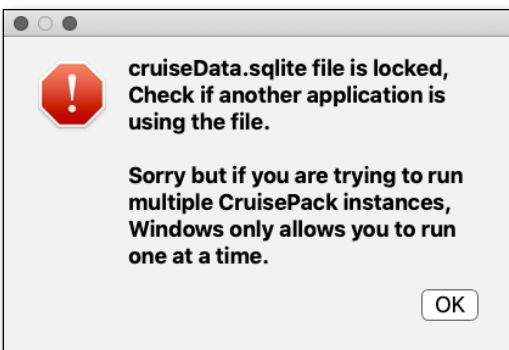 cruiseData.sqlite file is locked,
Check if another application is
using the file.
Sorry but if you are trying to run
multiple CruisePack instances,
Windows only allows you to run
one at a time.
OK